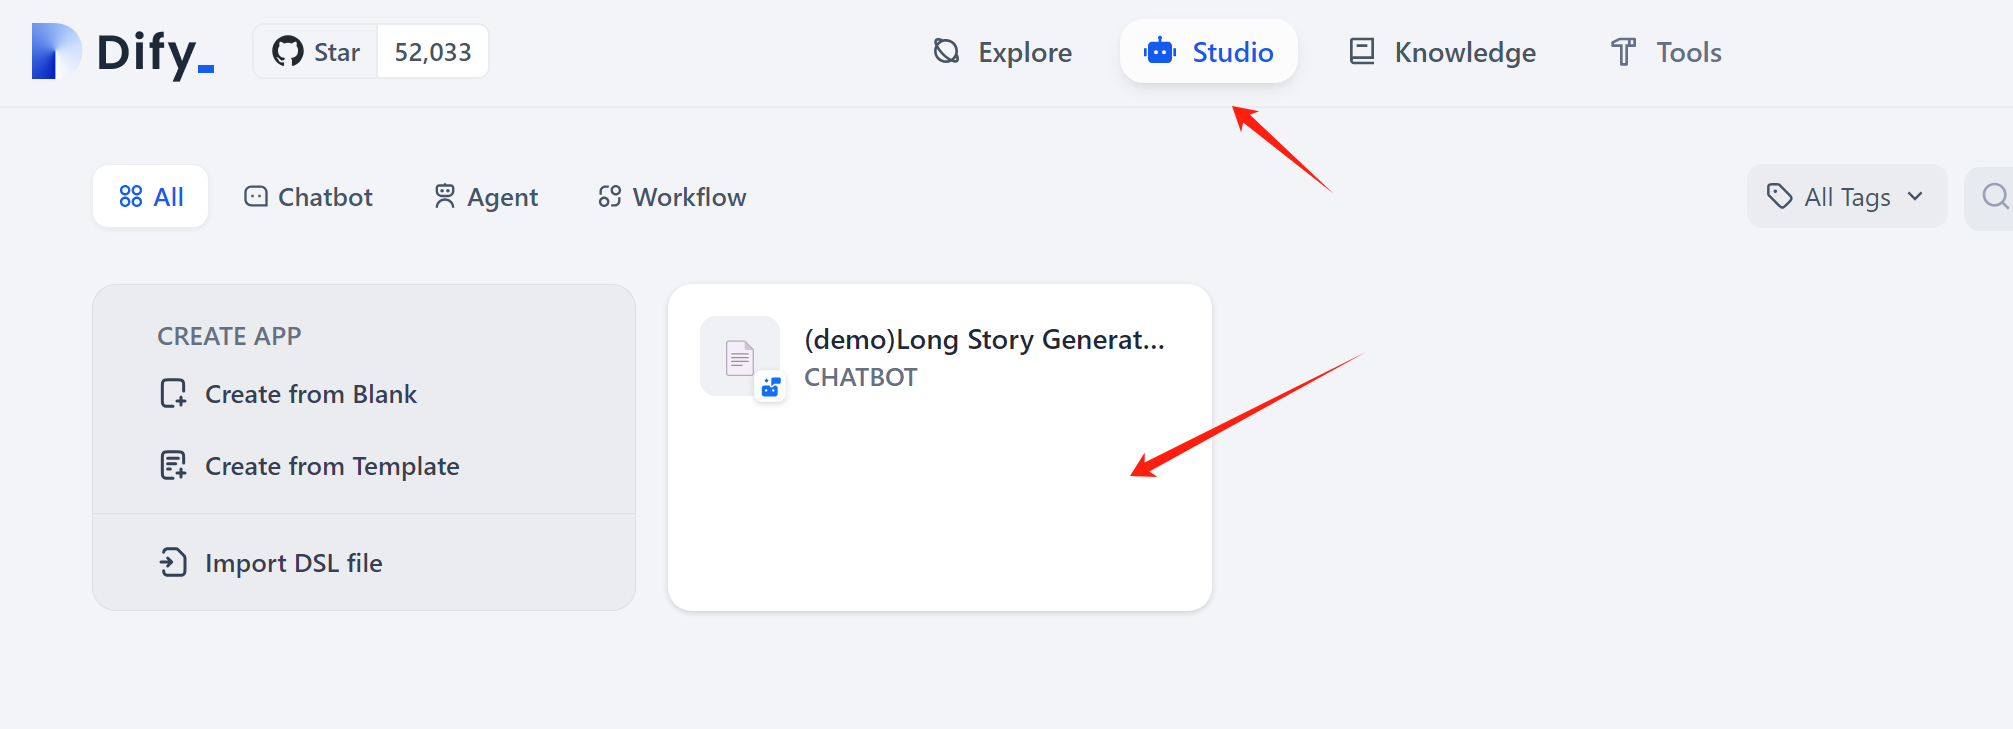 Dify_
Star 52,033
Explore
Studio
Knowledge
Tools
All
Chatbot
Agent
Workflow
All Tags
CREATE APP
Create from Blank
Create from Template
Import DSL file
(demo)Long Story Generat...
CHATBOT